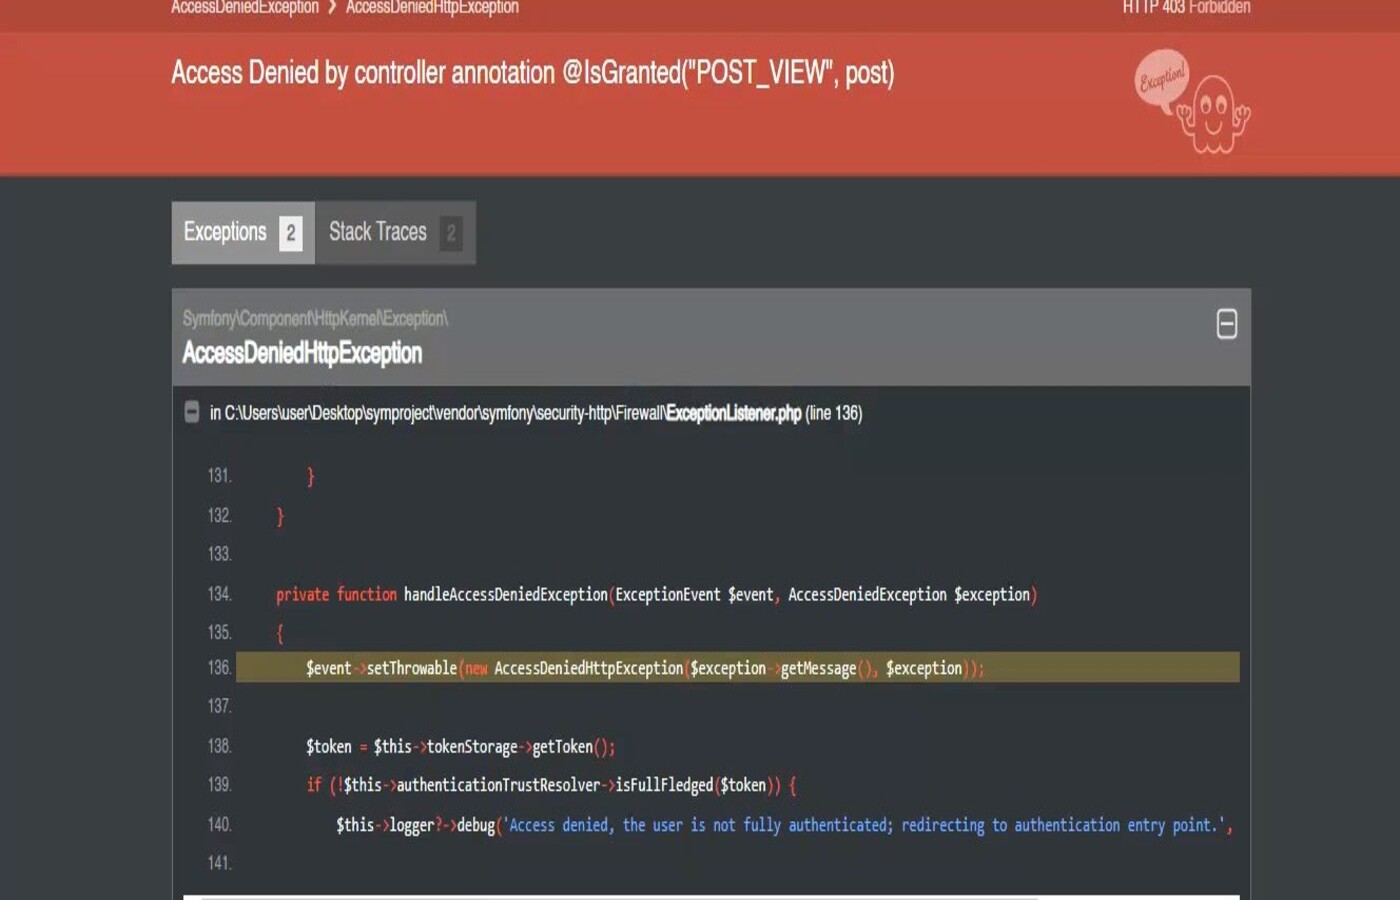 AccessDeniedException > AccessDeniedHttpException
HTTP 403 Forbidden
Access Denied by controller annotation @IsGranted("POST_VIEW", post)
Exception!
Exceptions 2
Stack Traces 2
Symfony\Component\HttpKernel\Exception\
AccessDeniedHttpException
in C:\Users\user\Desktop\symproject\vendor\symfony\security-http\Firewall\ExceptionListener.php (line 136)
131. }
132. }
133.
134. private function handleAccessDeniedException(ExceptionEvent $event, AccessDeniedException $exception)
135. {
136. $event->setThrowable(new AccessDeniedHttpException($exception->getMessage(), $exception));
137.
138. $token = $this->tokenStorage->getToken();
139. if (!$this->authenticationTrustResolver->isFullFledged($token)) {
140. $this->logger?->debug('Access denied, the user is not fully authenticated; redirecting to authentication entry point.',
141.